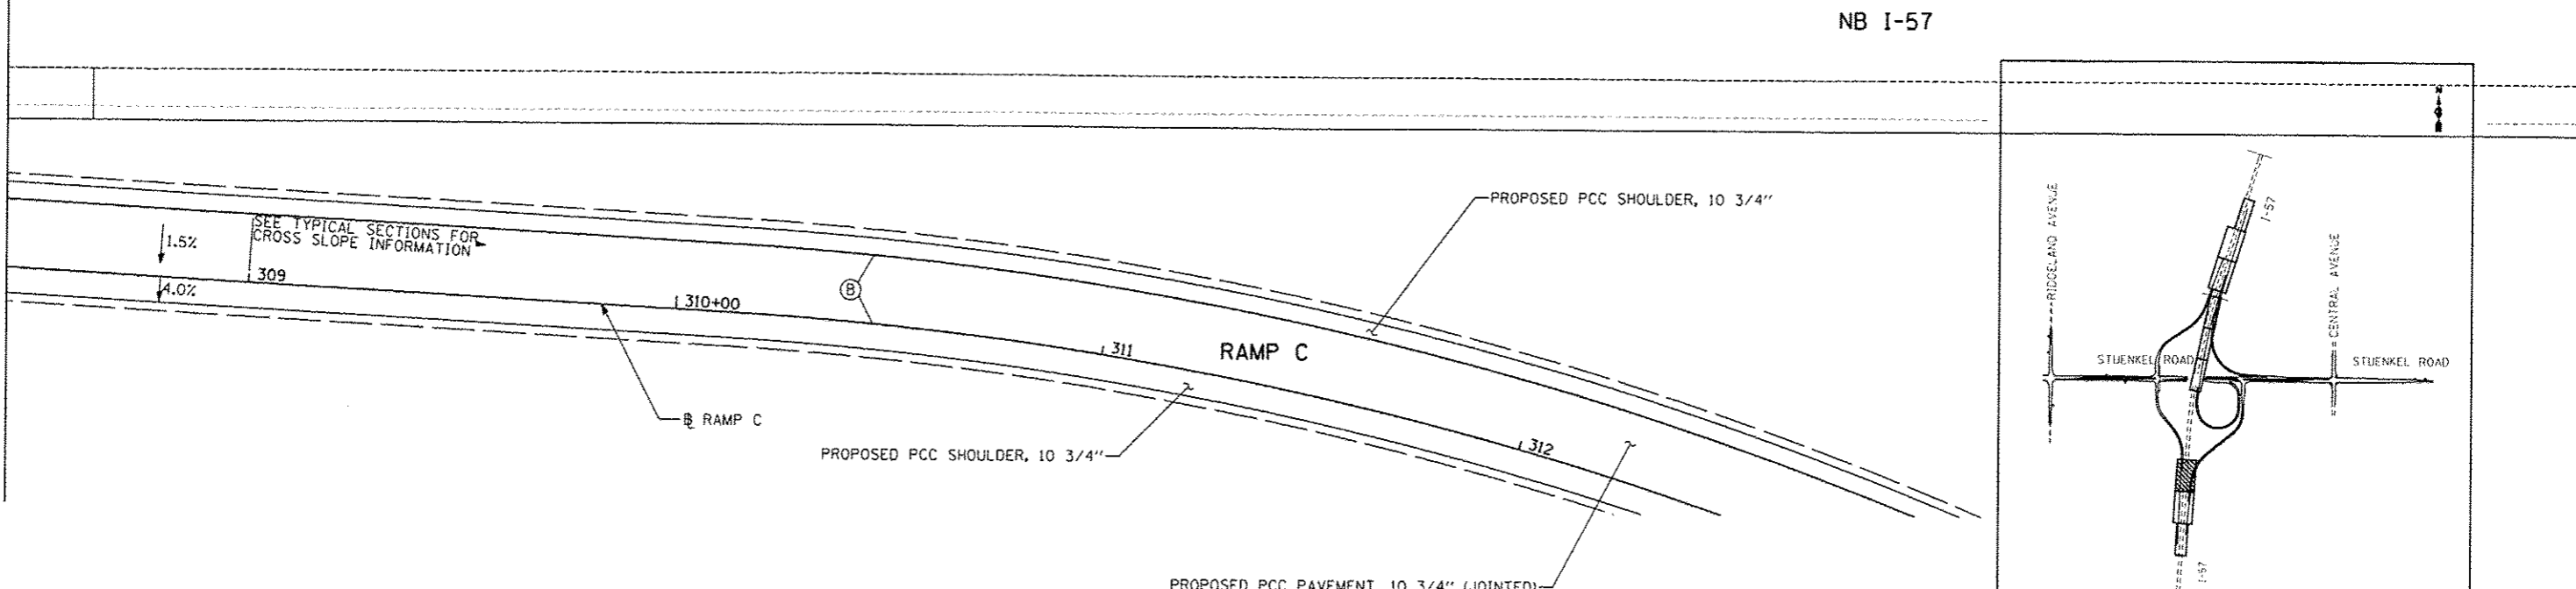 NB I-57
PROPOSED PCC SHOULDER, 10 3/4"
SEE TYPICAL SECTIONS FOR
CROSS SLOPE INFORMATION
1.5%
4.0%
309
310+00
B
311
RAMP C
312
℄ RAMP C
PROPOSED PCC SHOULDER, 10 3/4"
PROPOSED PCC PAVEMENT, 10 3/4" (JOINTED)
N
RIDGELAND AVENUE
I-57
CENTRAL AVENUE
STUENKEL ROAD
STUENKEL ROAD
I-57